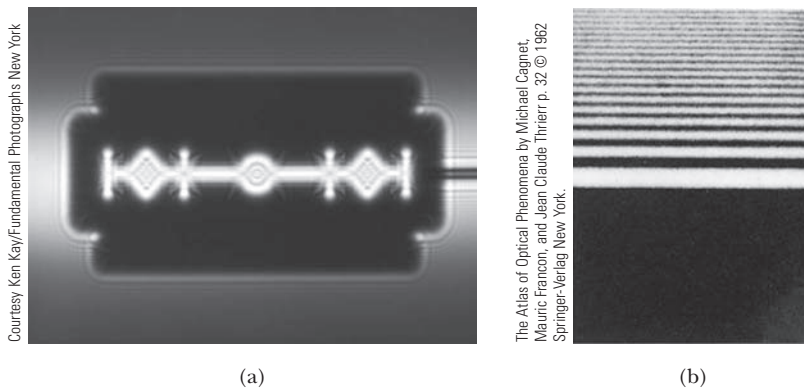 Courtesy Ken Kay/Fundamental Photographs New York
The Atlas of Optical Phenomena by Michael Cagnet,
Mauric Francon, and Jean Claude Thrierr p. 32 © 1962
Springer-Verlag New York.
(a)
(b)